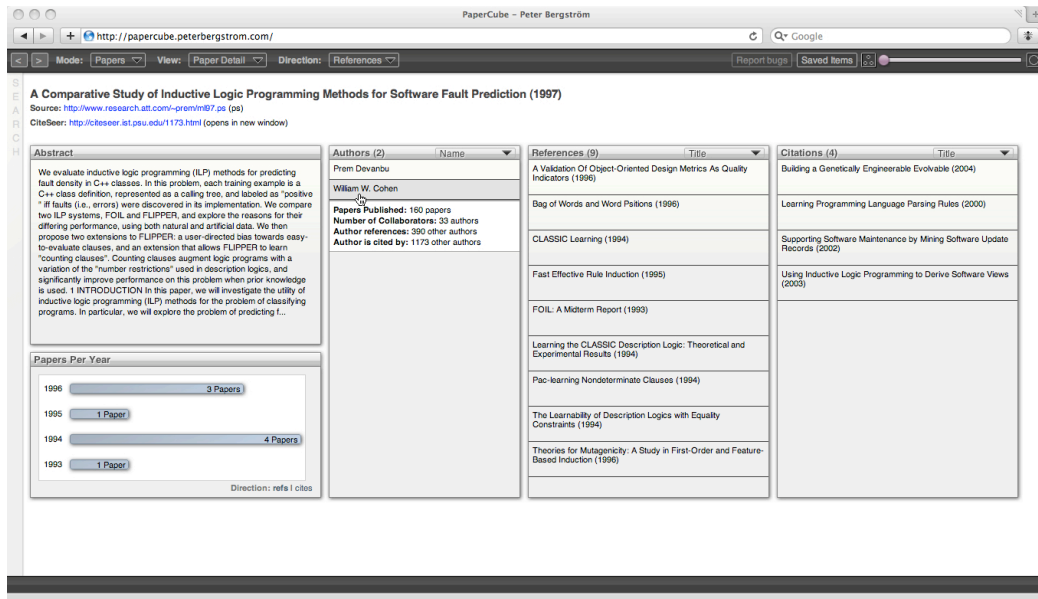 PaperCube – Peter Bergström
http://papercube.peterbergstrom.com/
Google
< > Mode: Papers View: Paper Detail Direction: References Report bugs Saved Items
SEARCH
A Comparative Study of Inductive Logic Programming Methods for Software Fault Prediction (1997)
Source: http://www.research.att.com/~prem/ml97.ps (ps)
CiteSeer: http://citeseer.ist.psu.edu/1173.html (opens in new window)
Abstract
We evaluate inductive logic programming (ILP) methods for predicting
fault density in C++ classes. In this problem, each training example is a
C++ class definition, represented as a calling tree, and labeled as "positive
" iff faults (i.e., errors) were discovered in its implementation. We compare
two ILP systems, FOIL and FLIPPER, and explore the reasons for their
differing performance, using both natural and artificial data. We then
propose two extensions to FLIPPER: a user-directed bias towards easy-
to-evaluate clauses, and an extension that allows FLIPPER to learn
"counting clauses". Counting clauses augment logic programs with a
variation of the "number restrictions" used in description logics, and
significantly improve performance on this problem when prior knowledge
is used. 1 INTRODUCTION In this paper, we will investigate the utility of
inductive logic programming (ILP) methods for the problem of classifying
programs. In particular, we will explore the problem of predicting f...
Papers Per Year
1996 3 Papers
1995 1 Paper
1994 4 Papers
1993 1 Paper
Direction: refs | cites
Authors (2) Name
Prem Devanbu
William W. Cohen
Papers Published: 160 papers
Number of Collaborators: 33 authors
Author references: 390 other authors
Author is cited by: 1173 other authors
References (9) Title
A Validation Of Object-Oriented Design Metrics As Quality
Indicators (1996)
Bag of Words and Word Psitions (1996)
CLASSIC Learning (1994)
Fast Effective Rule Induction (1995)
FOIL: A Midterm Report (1993)
Learning the CLASSIC Description Logic: Theoretical and
Experimental Results (1994)
Pac-learning Nondeterminate Clauses (1994)
The Learnability of Description Logics with Equality
Constraints (1994)
Theories for Mutagenicity: A Study in First-Order and Feature-
Based Induction (1996)
Citations (4) Title
Building a Genetically Engineerable Evolvable (2004)
Learning Programming Language Parsing Rules (2000)
Supporting Software Maintenance by Mining Software Update
Records (2002)
Using Inductive Logic Programming to Derive Software Views
(2003)